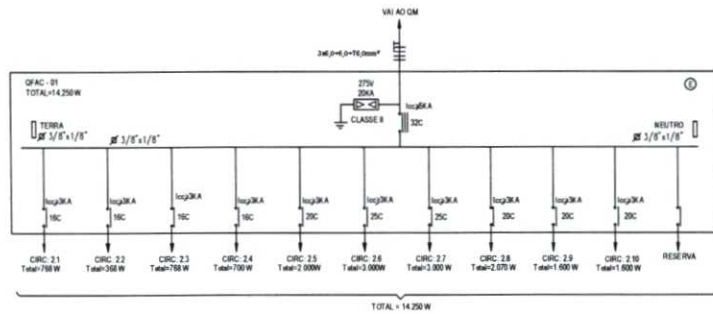 VAI AO QM
3#6,0+6,0+T6,0mm²
QFAC - 01
TOTAL=14.250 W
275V
20KA
CLASSE II
Icc≥6KA
32C
E
TERRA
3/8"x1/8"
3/8"x1/8"
NEUTRO
3/8"x1/8"
Icc≥3KA Icc≥3KA Icc≥3KA Icc≥3KA Icc≥3KA Icc≥3KA Icc≥3KA Icc≥3KA Icc≥3KA Icc≥3KA
16C 16C 16C 16C 20C 25C 25C 20C 20C 20C
CIRC. 2.1 CIRC. 2.2 CIRC. 2.3 CIRC. 2.4 CIRC. 2.5 CIRC. 2.6 CIRC. 2.7 CIRC. 2.8 CIRC. 2.9 CIRC. 2.10 RESERVA
Total=768 W Total=368 W Total=768 W Total=700 W Total=2.000W Total=3.000W Total=3.000 W Total=2.070 W Total=1.600 W Total=1.600 W
TOTAL = 14.250 W